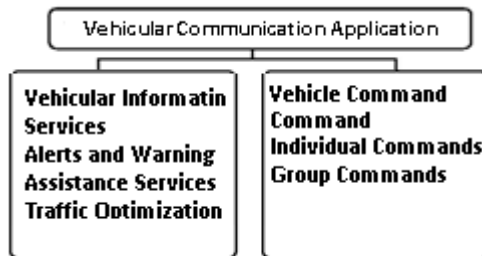 Vehicular Communication Application
Vehicular Informatin
Services
Alerts and Warning
Assistance Services
Traffic Optimization
Vehicle Command
Command
Individual Commands
Group Commands